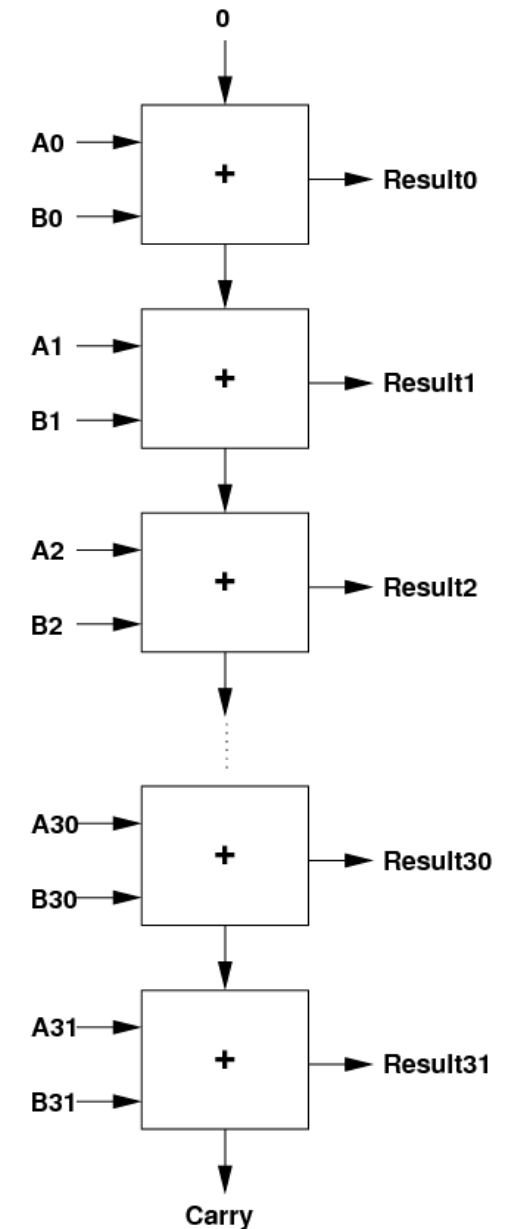 0
A0
+
Result0
B0
A1
+
Result1
B1
A2
+
Result2
B2
A30
+
Result30
B30
A31
+
Result31
B31
Carry